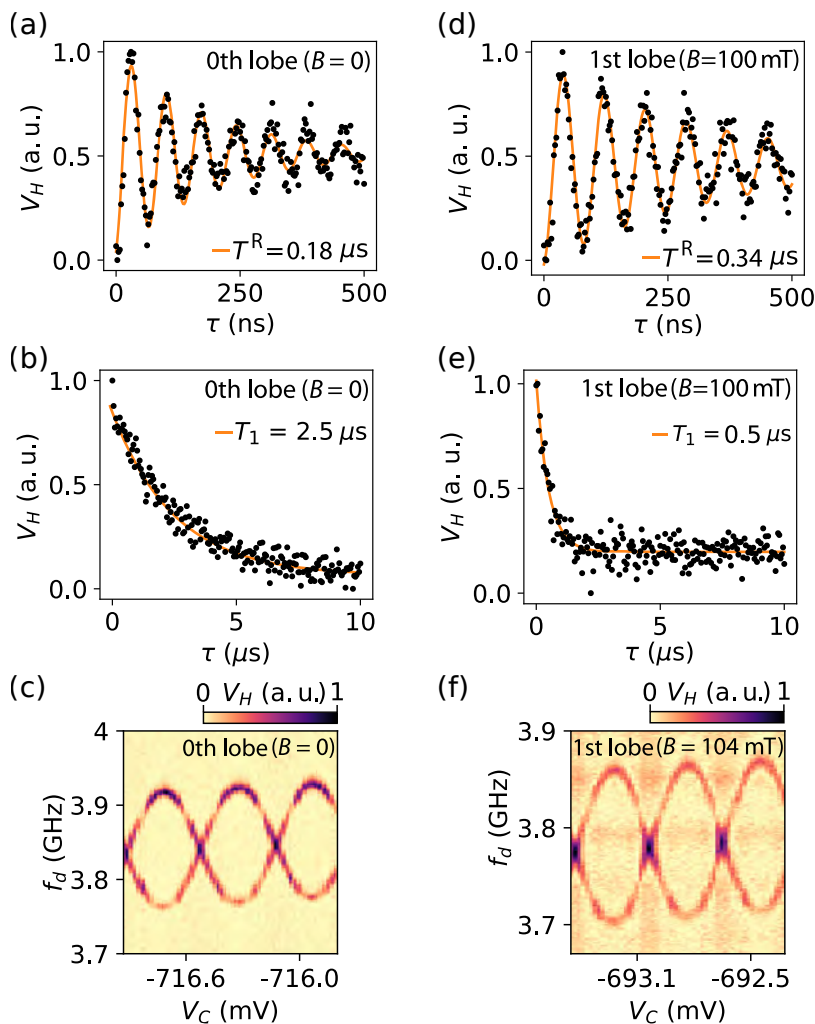 (a)
0th lobe (B = 0)
1.0
0.5
0.0
V_H (a. u.)
T^R = 0.18 μs
0
250
500
τ (ns)
(d)
1st lobe (B=100 mT)
1.0
0.5
0.0
V_H (a. u.)
T^R = 0.34 μs
0
250
500
τ (ns)
(b)
0th lobe (B = 0)
1.0
0.5
0.0
V_H (a. u.)
T_1 = 2.5 μs
0
5
10
τ (μs)
(e)
1st lobe (B=100 mT)
1.0
0.5
0.0
V_H (a. u.)
T_1 = 0.5 μs
0
5
10
τ (μs)
(c)
0 V_H (a. u.) 1
0th lobe (B = 0)
4
3.9
3.8
3.7
f_d (GHz)
-716.6
-716.0
V_C (mV)
(f)
0 V_H (a. u.) 1
1st lobe (B = 104 mT)
3.9
3.8
3.7
f_d (GHz)
-693.1
-692.5
V_C (mV)